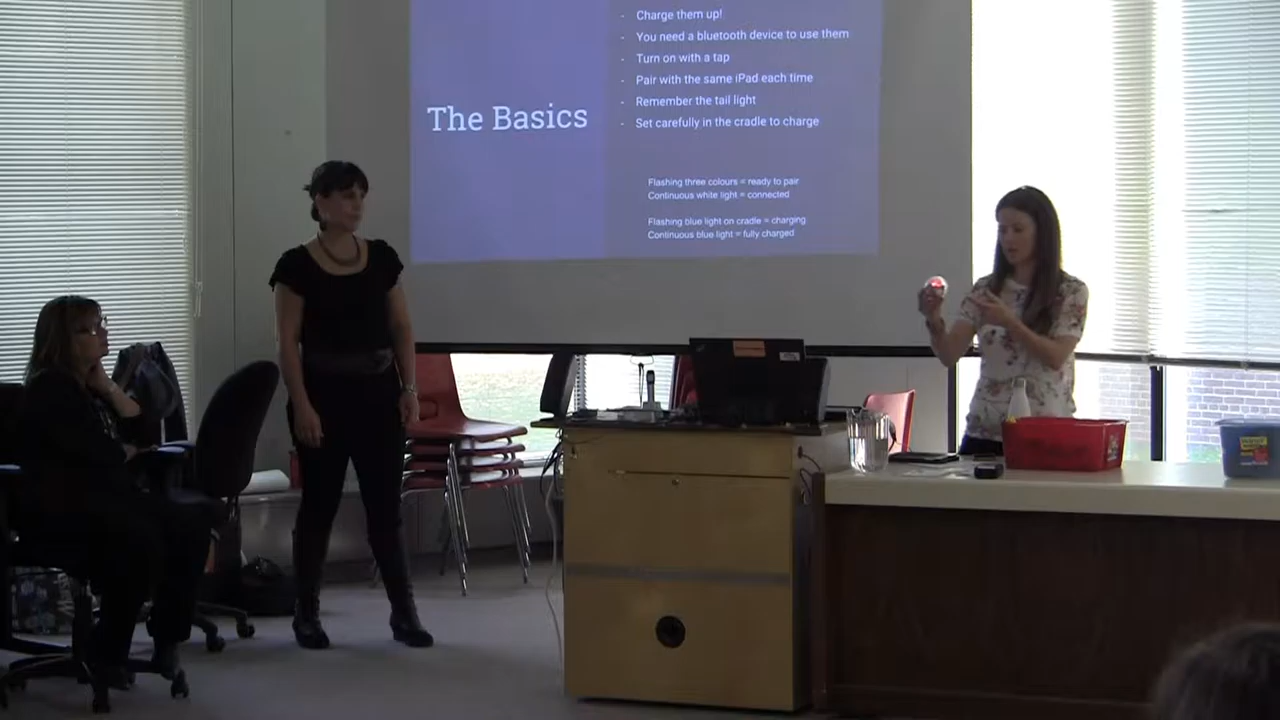 The Basics
- Charge them up!
- You need a bluetooth device to use them
- Turn on with a tap
- Pair with the same iPad each time
- Remember the tail light
- Set carefully in the cradle to charge
Flashing three colours = ready to pair
Continuous white light = connected
Flashing blue light on cradle = charging
Continuous blue light = fully charged